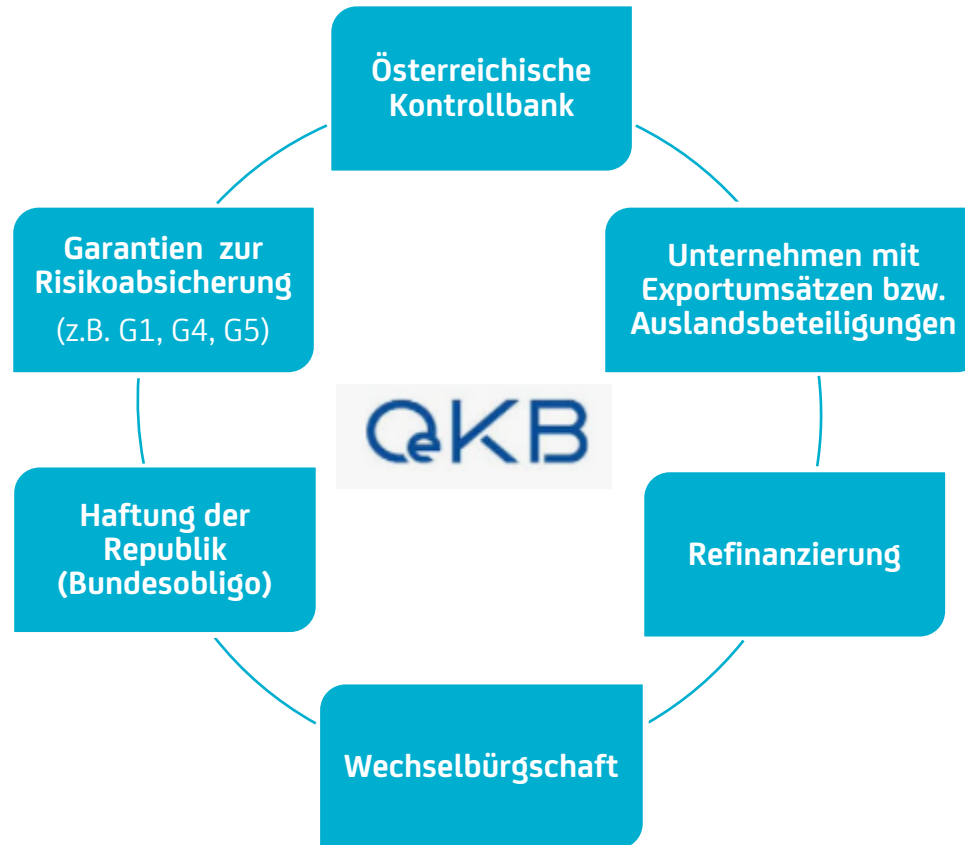 Österreichische
Kontrollbank
Unternehmen mit
Exportumsätzen bzw.
Auslandsbeteiligungen
Refinanzierung
Wechselbürgschaft
Haftung der
Republik
(Bundesobligo)
Garantien zur
Risikoabsicherung
(z.B. G1, G4, G5)
OeKB